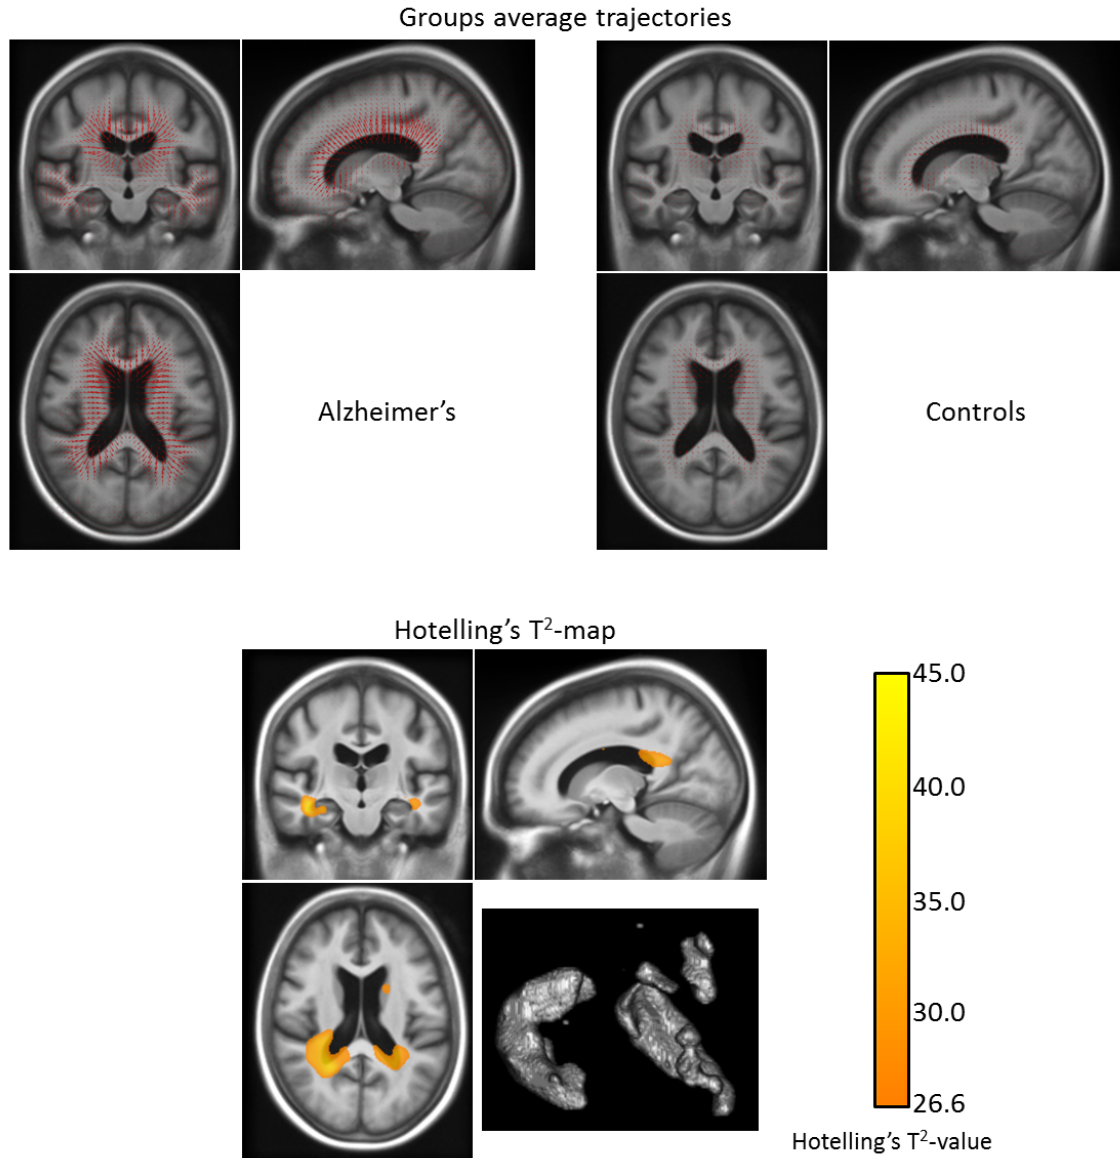 Groups average trajectories
Alzheimer’s
Controls
Hotelling’s T²-map
45.0
40.0
35.0
30.0
26.6
Hotelling’s T²-value